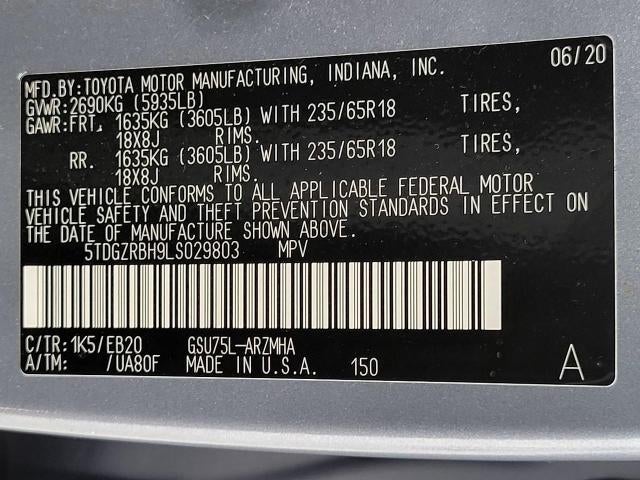 06/20
MFD.BY:TOYOTA MOTOR MANUFACTURING, INDIANA, INC.
GVWR:2690KG (5935LB)
GAWR:FRT. 1635KG (3605LB) WITH 235/65R18 TIRES,
18X8J RIMS.
RR. 1635KG (3605LB) WITH 235/65R18 TIRES,
18X8J RIMS.
THIS VEHICLE CONFORMS TO ALL APPLICABLE FEDERAL MOTOR
VEHICLE SAFETY AND THEFT PREVENTION STANDARDS IN EFFECT ON
THE DATE OF MANUFACTURE SHOWN ABOVE.
5TDGZRBH9LS029803 MPV
C/TR:1K5/EB20 GSU75L-ARZMHA
A/TM: /UA80F MADE IN U.S.A. 150 A